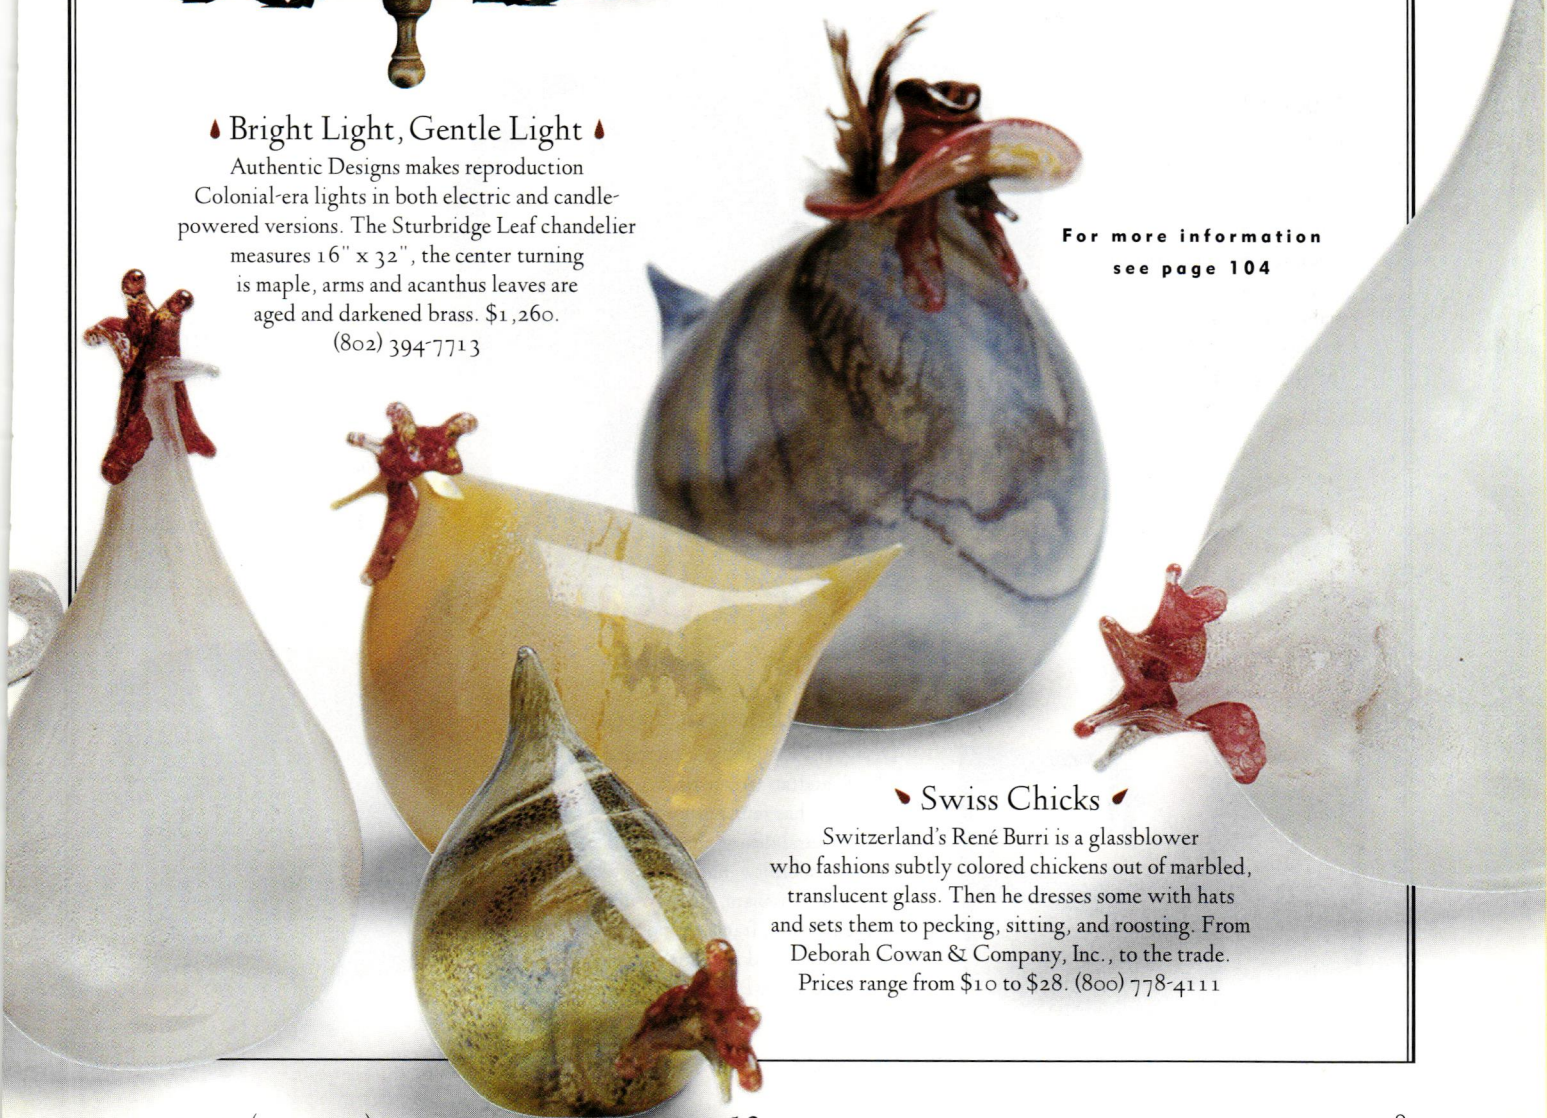 Bright Light, Gentle Light
Authentic Designs makes reproduction
Colonial-era lights in both electric and candle-
powered versions. The Sturbridge Leaf chandelier
measures 16" x 32", the center turning
is maple, arms and acanthus leaves are
aged and darkened brass. $1,260.
(802) 394-7713
For more information
see page 104
Swiss Chicks
Switzerland's René Burri is a glassblower
who fashions subtly colored chickens out of marbled,
translucent glass. Then he dresses some with hats
and sets them to pecking, sitting, and roosting. From
Deborah Cowan & Company, Inc., to the trade.
Prices range from $10 to $28. (800) 778-4111